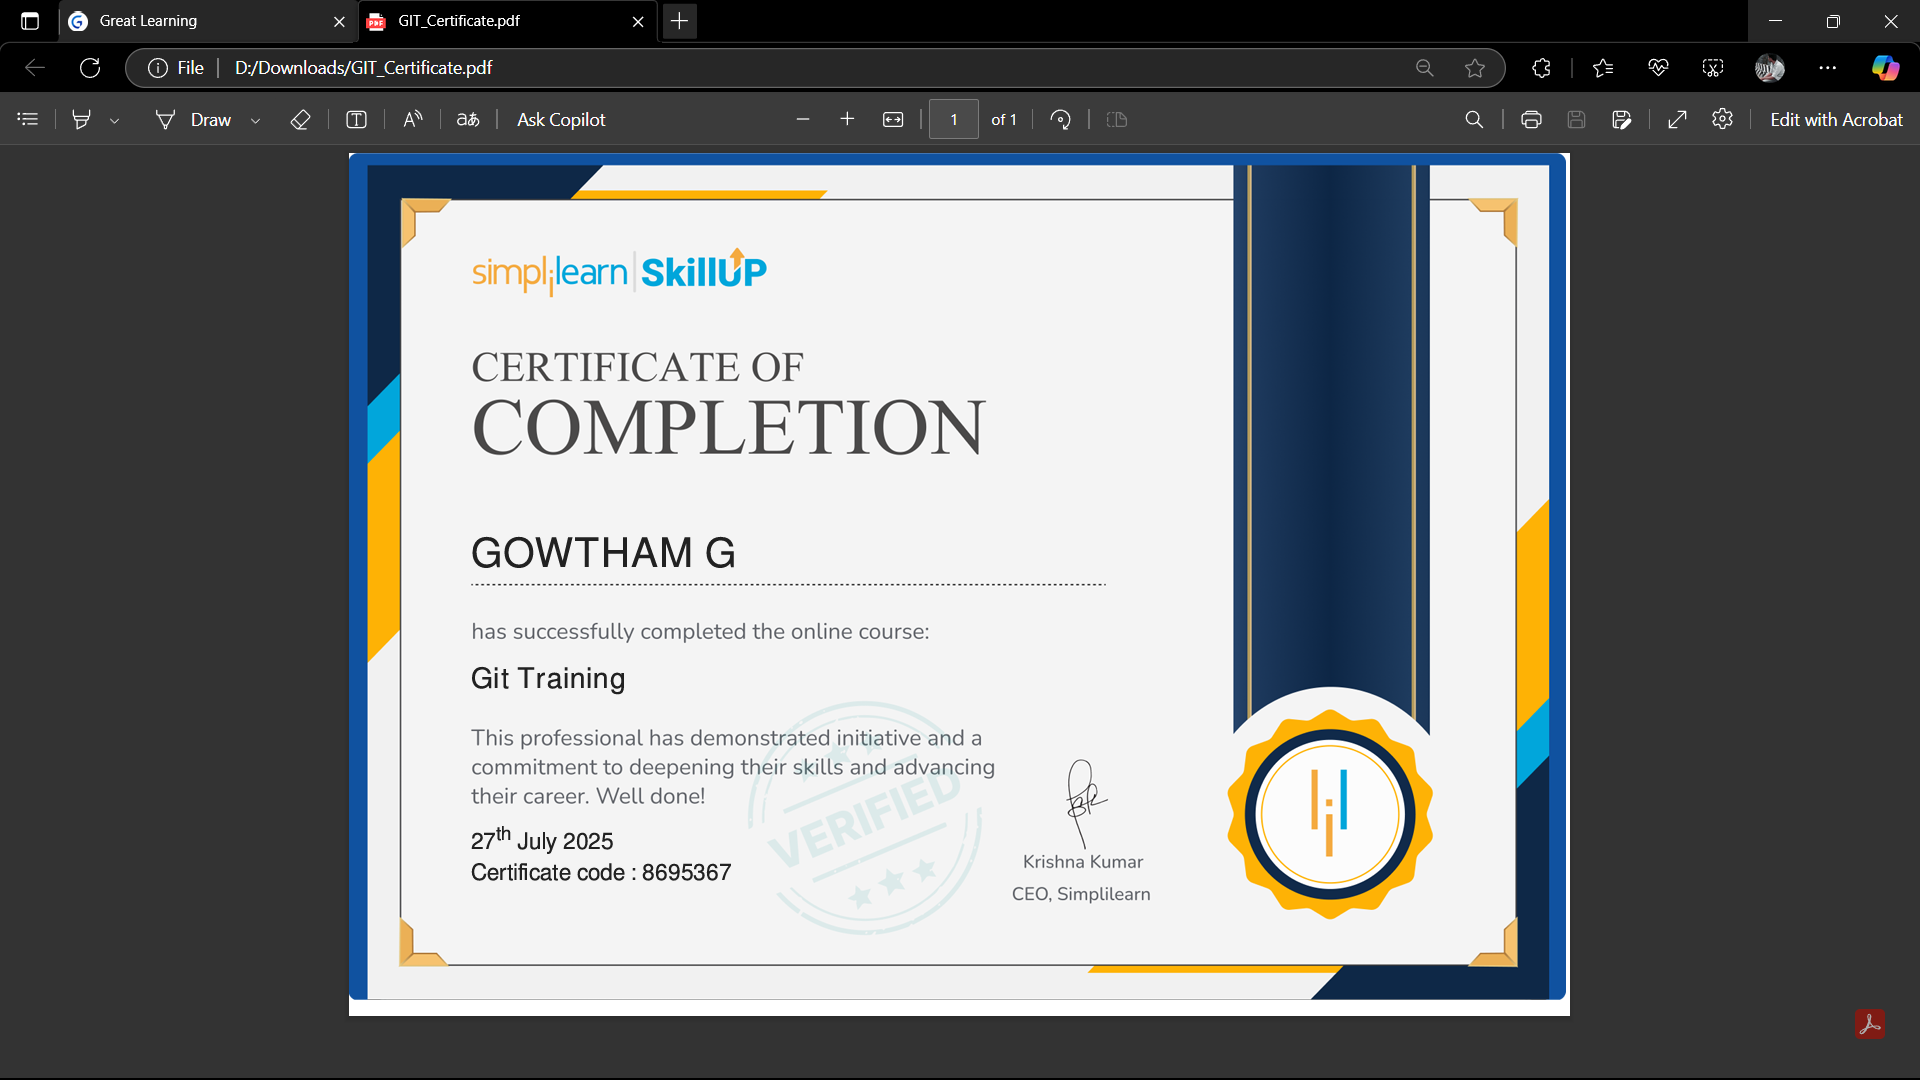 Great Learning
GIT_Certificate.pdf
File
D:/Downloads/GIT_Certificate.pdf
Draw
aあ
Ask Copilot
1 of 1
Edit with Acrobat
simplilearn | SkillUP
CERTIFICATE OF
COMPLETION
GOWTHAM G
has successfully completed the online course:
Git Training
This professional has demonstrated initiative and a
commitment to deepening their skills and advancing
their career. Well done!
VERIFIED
27th July 2025
Certificate code : 8695367
Krishna Kumar
CEO, Simplilearn